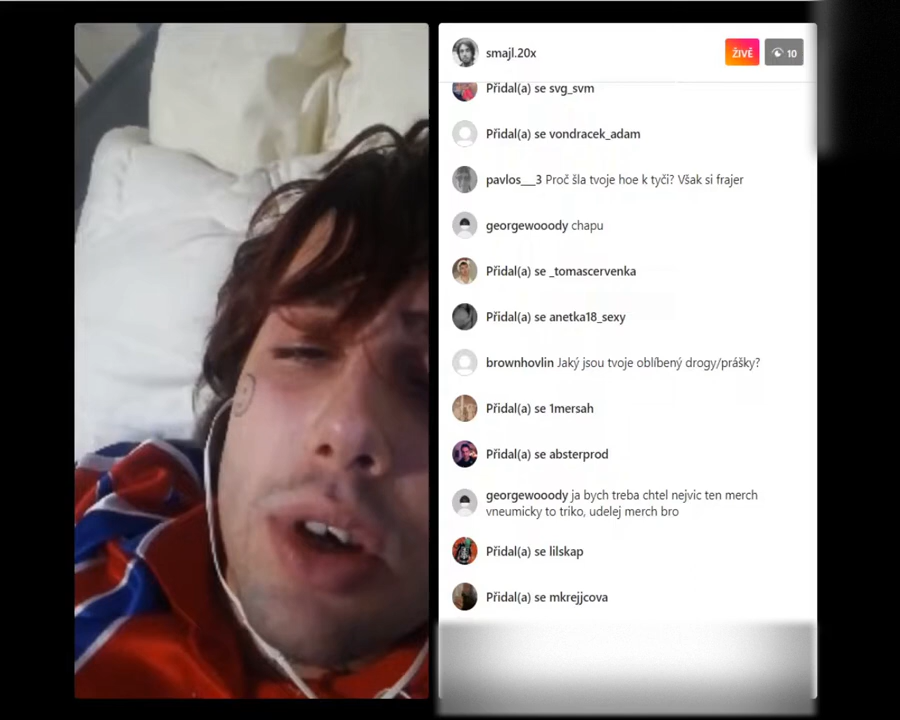 smajl.20x
ŽIVĚ
10
Přidal(a) se svg_svm
Přidal(a) se vondracek_adam
pavlos___3 Proč šla tvoje hoe k tyči? Však si frajer
georgewooody chapu
Přidal(a) se _tomascervenka
Přidal(a) se anetka18_sexy
brownhovlin Jaký jsou tvoje oblíbený drogy/prášky?
Přidal(a) se 1mersah
Přidal(a) se absterprod
georgewooody ja bych treba chtel nejvic ten merch
vneumicky to triko, udelej merch bro
Přidal(a) se lilskap
Přidal(a) se mkrejjcova